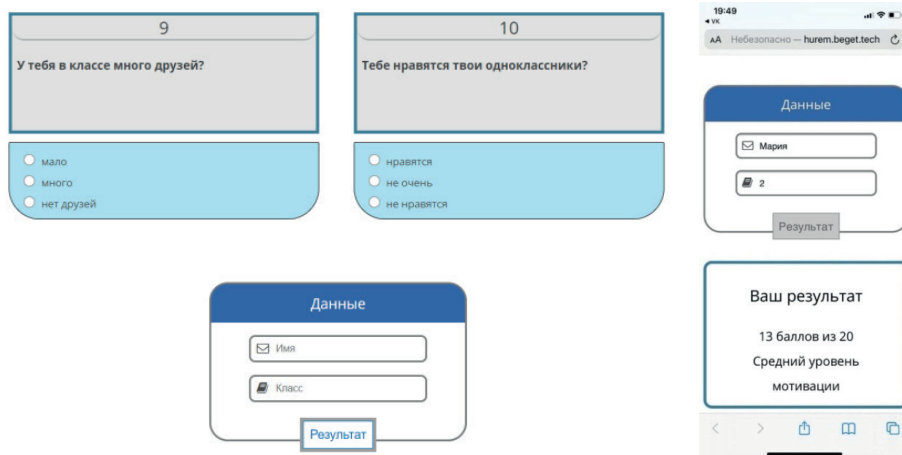 9
У тебя в классе много друзей?
мало
много
нет друзей
10
Тебе нравятся твои одноклассники?
нравятся
не очень
не нравятся
Данные
Имя
Класс
Результат
19:49
VK
AA Небезопасно — hurem.beget.tech
Данные
Мария
2
Результат
Ваш результат
13 баллов из 20
Средний уровень
мотивации